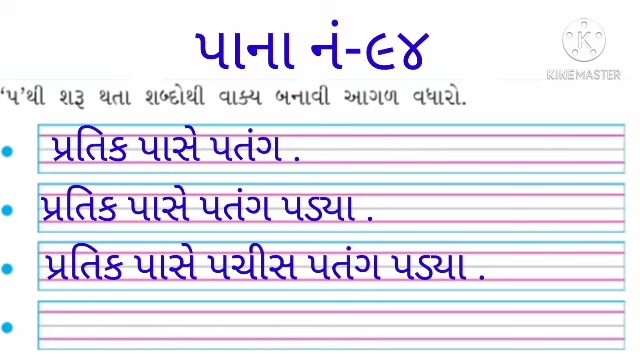 પાના નં-૯૪
KINEMASTER
‘પ’થી શરૂ થતા શબ્દોથી વાક્ય બનાવી આગળ વધારો.
પ્રતિક પાસે પતંગ .
પ્રતિક પાસે પતંગ પડ્યા .
પ્રતિક પાસે પચીસ પતંગ પડ્યા .